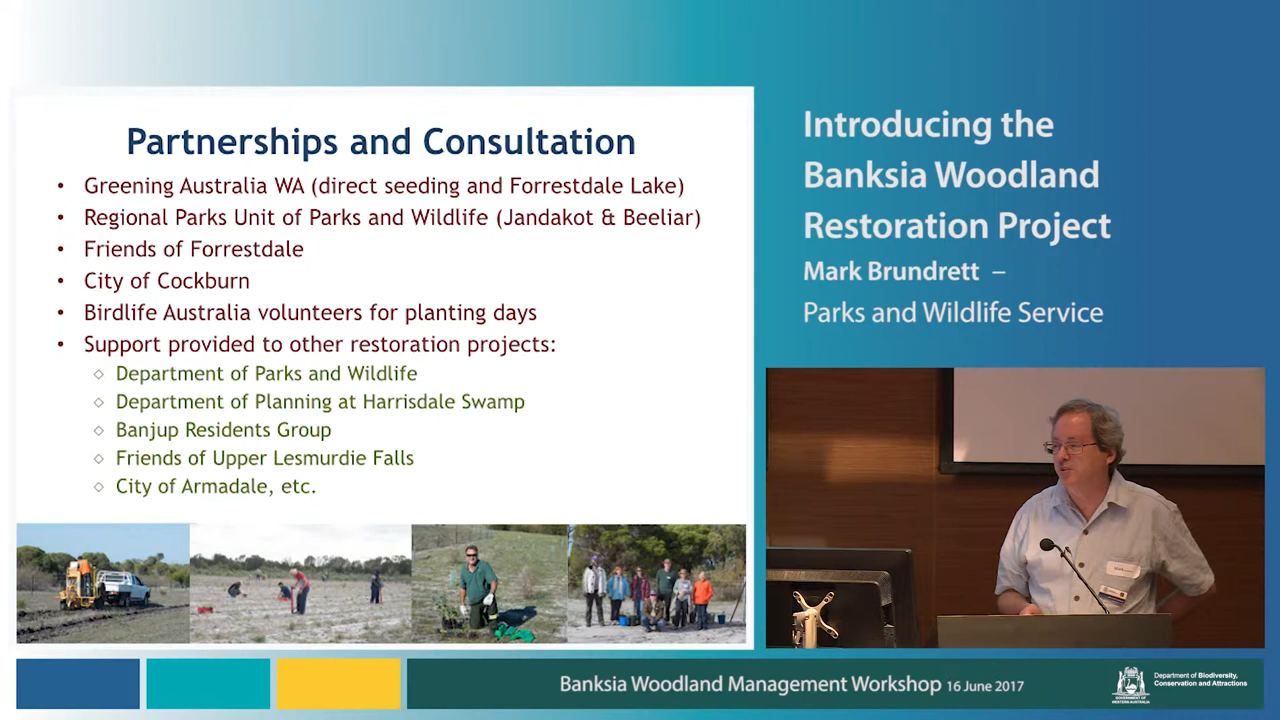 Partnerships and Consultation
• Greening Australia WA (direct seeding and Forrestdale Lake)
• Regional Parks Unit of Parks and Wildlife (Jandakot & Beeliar)
• Friends of Forrestdale
• City of Cockburn
• Birdlife Australia volunteers for planting days
• Support provided to other restoration projects:
◇ Department of Parks and Wildlife
◇ Department of Planning at Harrisdale Swamp
◇ Banjup Residents Group
◇ Friends of Upper Lesmurdie Falls
◇ City of Armadale, etc.
Introducing the
Banksia Woodland
Restoration Project
Mark Brundrett –
Parks and Wildlife Service
Banksia Woodland Management Workshop 16 June 2017
GOVERNMENT OF
WESTERN AUSTRALIA
Department of Biodiversity,
Conservation and Attractions